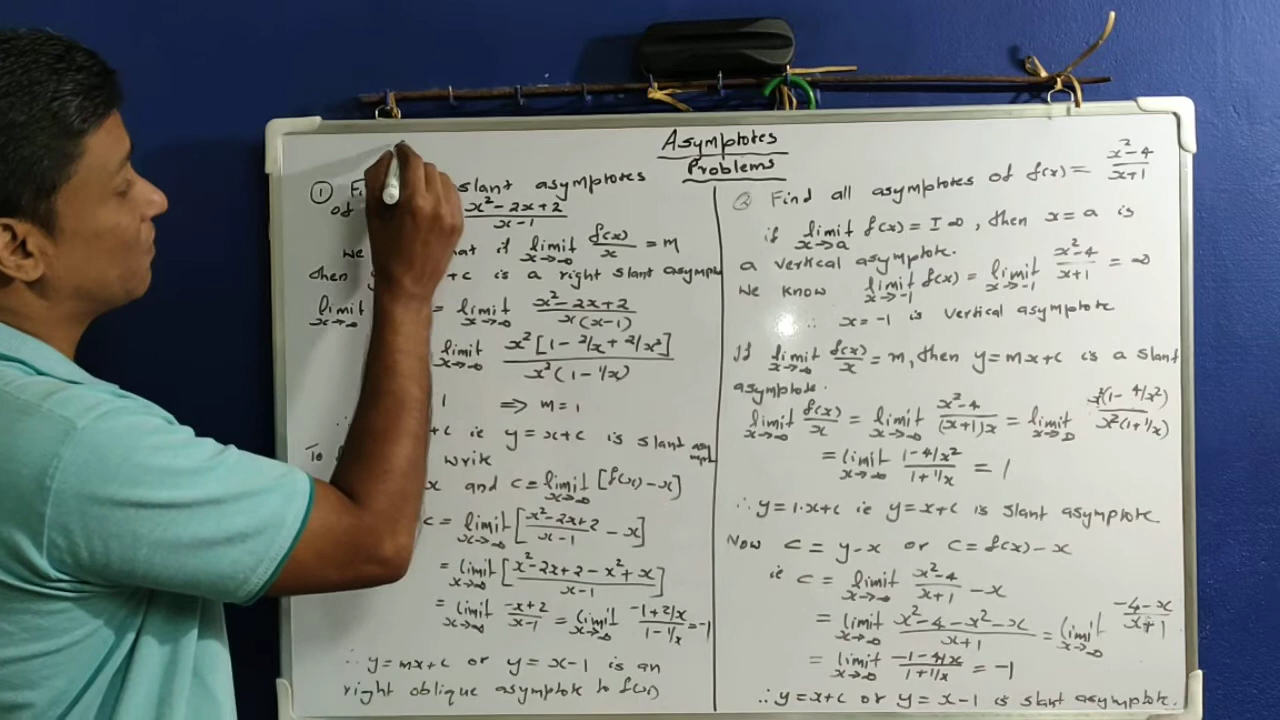 Asymptotes
Problems
① slant asymptotes
of x²-2x+2/x-1
we that if limit x→∞ f(x)/x = m
then +c is a right slant asymp
limit x→∞ = limit x→∞ x²-2x+2/x(x-1)
limit x→∞ x²[1-2/x+2/x²]/x²(1-1/x)
1 ⇒ m=1
+c ie y=x+c is slant asympt
To write
x and c=limit x→∞ [f(x)-x]
c = limit x→∞ [x²-2x+2/x-1 - x]
= limit x→∞ [x²-2x+2-x²+x/x-1]
= limit x→∞ -x+2/x-1 = limit x→∞ -1+2/x/1-1/x = -1
∴ y=mx+c or y=x-1 is an
right oblique asymptote to f(x)
② Find all asymptotes of f(x) = x²-4/x+1
if limit x→a f(x) = I∞, then x=a is
a vertical asymptote.
We know limit x→-1 f(x) = limit x→-1 x²-4/x+1 = ∞
∴ x=-1 is vertical asymptote
If limit x→∞ f(x)/x = m, then y=mx+c is a slant
asymptote.
limit x→∞ f(x)/x = limit x→∞ x²-4/(x+1)x = limit x→∞ x²(1-4/x²)/x²(1+1/x)
= limit x→∞ 1-4/x²/1+1/x = 1
∴ y=1·x+c ie y=x+c is slant asymptote
Now c = y-x or c=f(x)-x
ie c = limit x→∞ x²-4/x+1 - x
= limit x→∞ x²-4-x²-x/x+1 = limit x→∞ -4-x/x+1
= limit x→∞ -1-4/x/1+1/x = -1
∴ y=x+c or y=x-1 is slant asymptote.